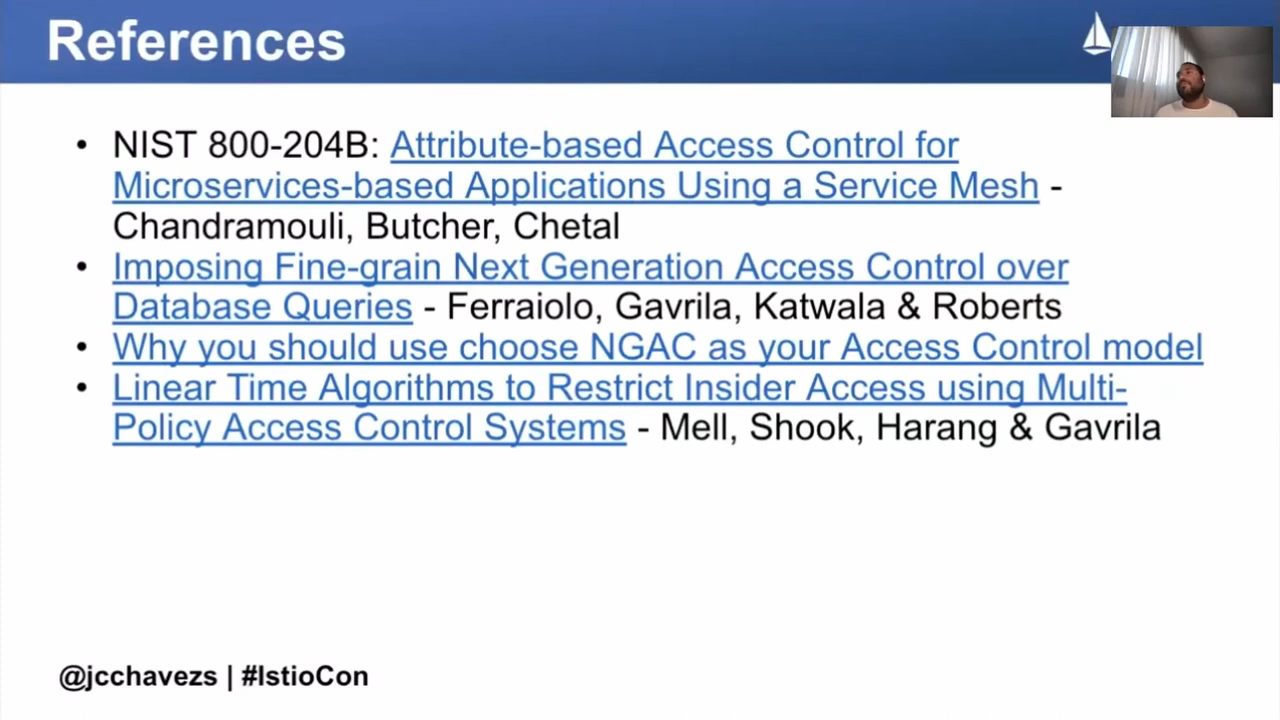 References
• NIST 800-204B: Attribute-based Access Control for
Microservices-based Applications Using a Service Mesh -
Chandramouli, Butcher, Chetal
• Imposing Fine-grain Next Generation Access Control over
Database Queries - Ferraiolo, Gavrila, Katwala & Roberts
• Why you should use choose NGAC as your Access Control model
• Linear Time Algorithms to Restrict Insider Access using Multi-
Policy Access Control Systems - Mell, Shook, Harang & Gavrila
@jcchavezs | #IstioCon